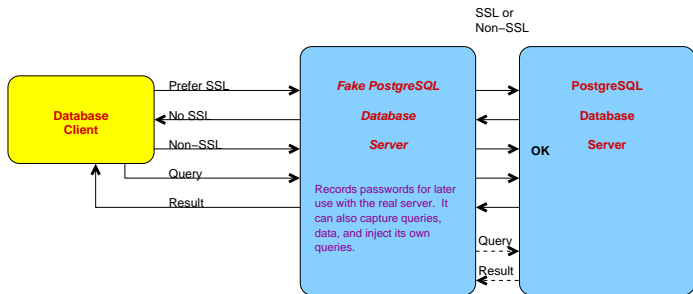 SSL or
Non−SSL
Prefer SSL
No SSL
Non−SSL
Query
Result
Database
Client
Fake PostgreSQL
Database
Server
Records passwords for later
use with the real server. It
can also capture queries,
data, and inject its own
queries.
PostgreSQL
Database
Server
OK
Query
Result